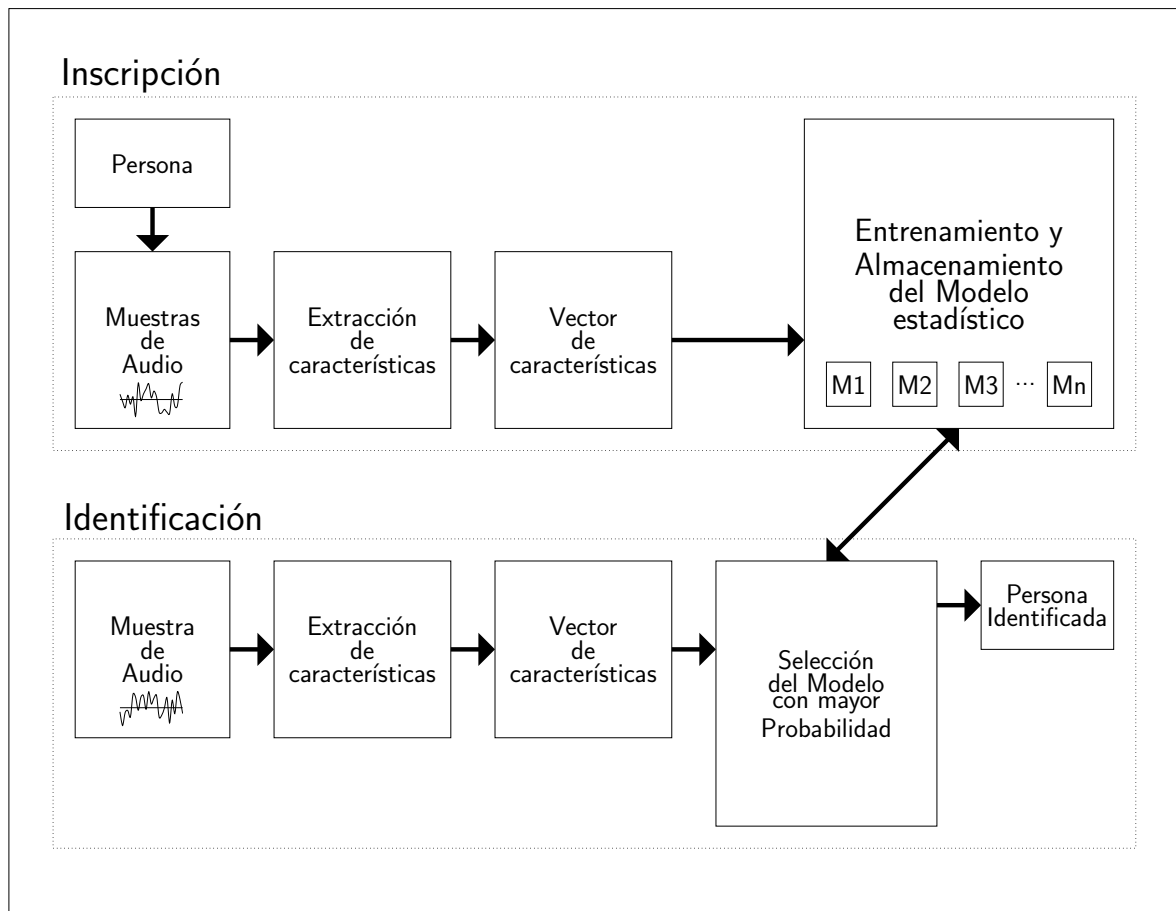 Inscripción
Persona
Muestras
de
Audio
Extracción
de
características
Vector
de
características
Entrenamiento y
Almacenamiento
del Modelo
estadístico
M1 M2 M3 ... Mn
Identificación
Muestra
de
Audio
Extracción
de
características
Vector
de
características
Selección
del Modelo
con mayor
Probabilidad
Persona
Identificada